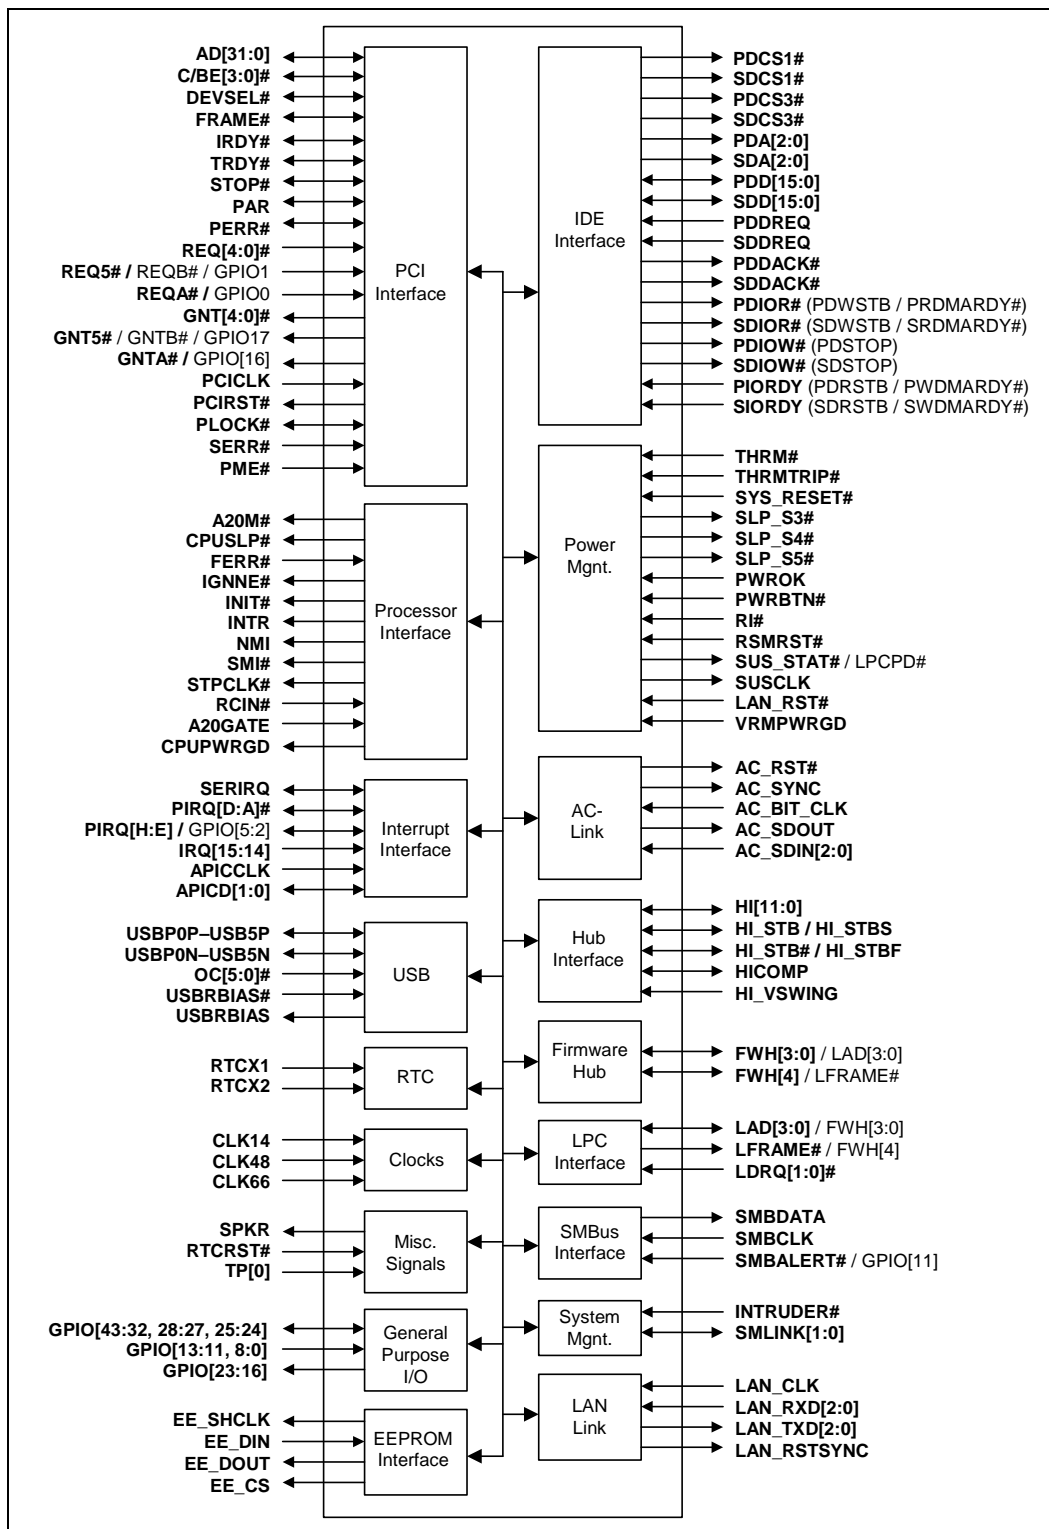 AD[31:0]
C/BE[3:0]#
DEVSEL#
FRAME#
IRDY#
TRDY#
STOP#
PAR
PERR#
REQ[4:0]#
REQ5# / REQB# / GPIO1
REQA# / GPIO0
GNT[4:0]#
GNT5# / GNTB# / GPIO17
GNTA# / GPIO[16]
PCICLK
PCIRST#
PLOCK#
SERR#
PME#
PCI
Interface
A20M#
CPUSLP#
FERR#
IGNNE#
INIT#
INTR
NMI
SMI#
STPCLK#
RCIN#
A20GATE
CPUPWRGD
Processor
Interface
SERIRQ
PIRQ[D:A]#
PIRQ[H:E] / GPIO[5:2]
IRQ[15:14]
APICCLK
APICD[1:0]
Interrupt
Interface
USBP0P–USB5P
USBP0N–USB5N
OC[5:0]#
USBRBIAS#
USBRBIAS
USB
RTCX1
RTCX2
RTC
CLK14
CLK48
CLK66
Clocks
SPKR
RTCRST#
TP[0]
Misc.
Signals
GPIO[43:32, 28:27, 25:24]
GPIO[13:11, 8:0]
GPIO[23:16]
General
Purpose
I/O
EE_SHCLK
EE_DIN
EE_DOUT
EE_CS
EEPROM
Interface
IDE
Interface
PDCS1#
SDCS1#
PDCS3#
SDCS3#
PDA[2:0]
SDA[2:0]
PDD[15:0]
SDD[15:0]
PDDREQ
SDDREQ
PDDACK#
SDDACK#
PDIOR# (PDWSTB / PRDMARDY#)
SDIOR# (SDWSTB / SRDMARDY#)
PDIOW# (PDSTOP)
SDIOW# (SDSTOP)
PIORDY (PDRSTB / PWDMARDY#)
SIORDY (SDRSTB / SWDMARDY#)
Power
Mgnt.
THRM#
THRMTRIP#
SYS_RESET#
SLP_S3#
SLP_S4#
SLP_S5#
PWROK
PWRBTN#
RI#
RSMRST#
SUS_STAT# / LPCPD#
SUSCLK
LAN_RST#
VRMPWRGD
AC-
Link
AC_RST#
AC_SYNC
AC_BIT_CLK
AC_SDOUT
AC_SDIN[2:0]
Hub
Interface
HI[11:0]
HI_STB / HI_STBS
HI_STB# / HI_STBF
HICOMP
HI_VSWING
Firmware
Hub
FWH[3:0] / LAD[3:0]
FWH[4] / LFRAME#
LPC
Interface
LAD[3:0] / FWH[3:0]
LFRAME# / FWH[4]
LDRQ[1:0]#
SMBus
Interface
SMBDATA
SMBCLK
SMBALERT# / GPIO[11]
System
Mgnt.
INTRUDER#
SMLINK[1:0]
LAN
Link
LAN_CLK
LAN_RXD[2:0]
LAN_TXD[2:0]
LAN_RSTSYNC